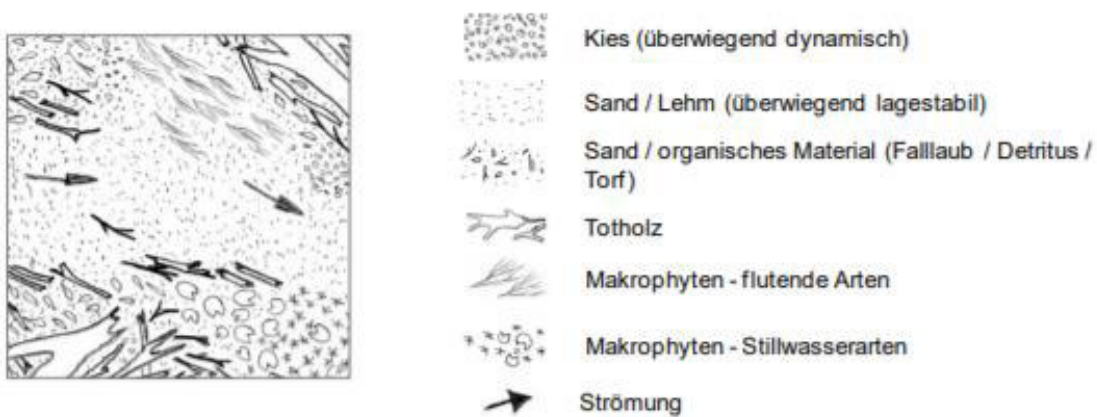 Kies (überwiegend dynamisch)
Sand / Lehm (überwiegend lagestabil)
Sand / organisches Material (Falllaub / Detritus /
Torf)
Totholz
Makrophyten - flutende Arten
Makrophyten - Stillwasserarten
Strömung